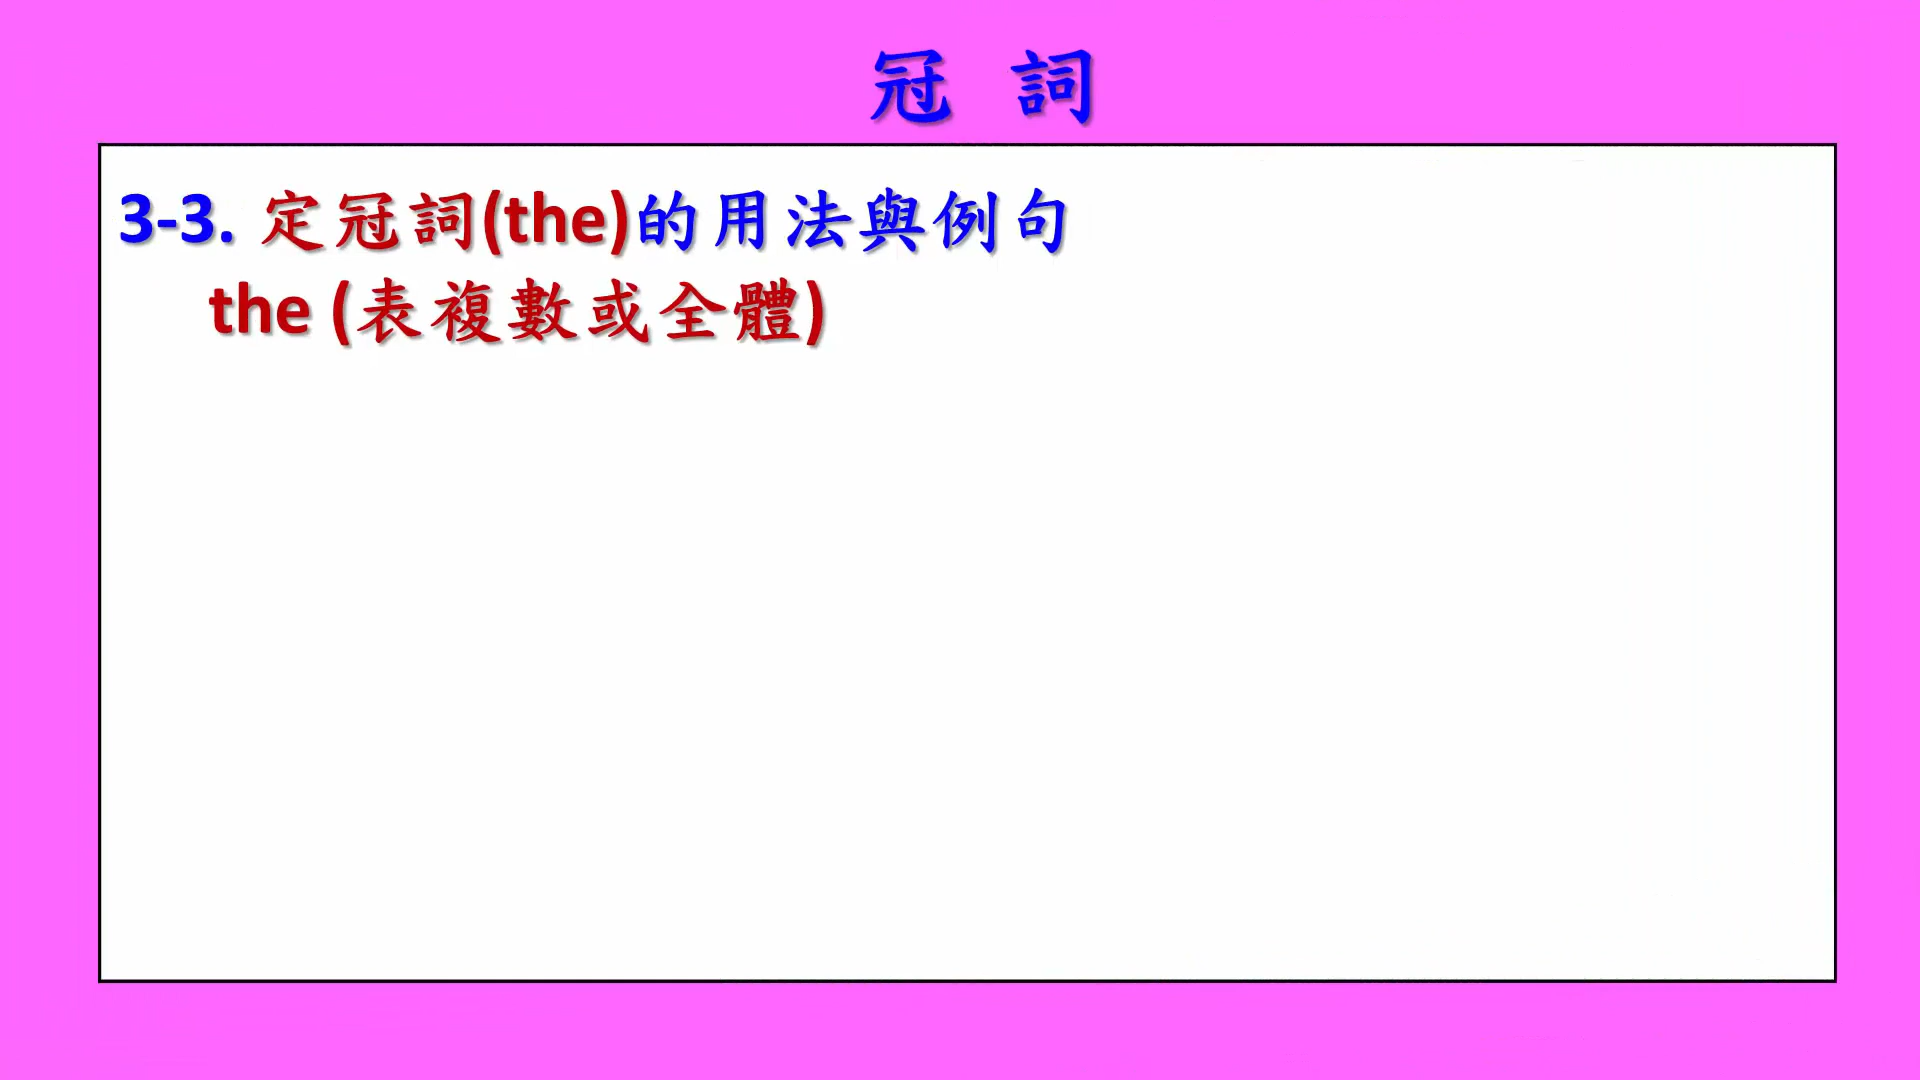 冠 詞
3-3. 定冠詞(the)的用法與例句
the (表複數或全體)